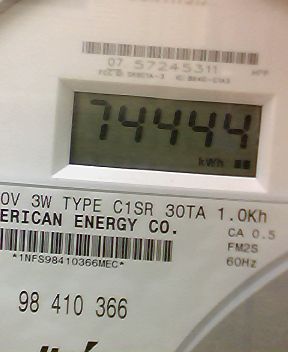 07 57245311
74444
kWh
0V 3W TYPE C1SR 30TA 1.0Kh
ERICAN ENERGY CO.
CA 0.5
FM2S
*1NFS98410366MEC*
60Hz
98 410 366